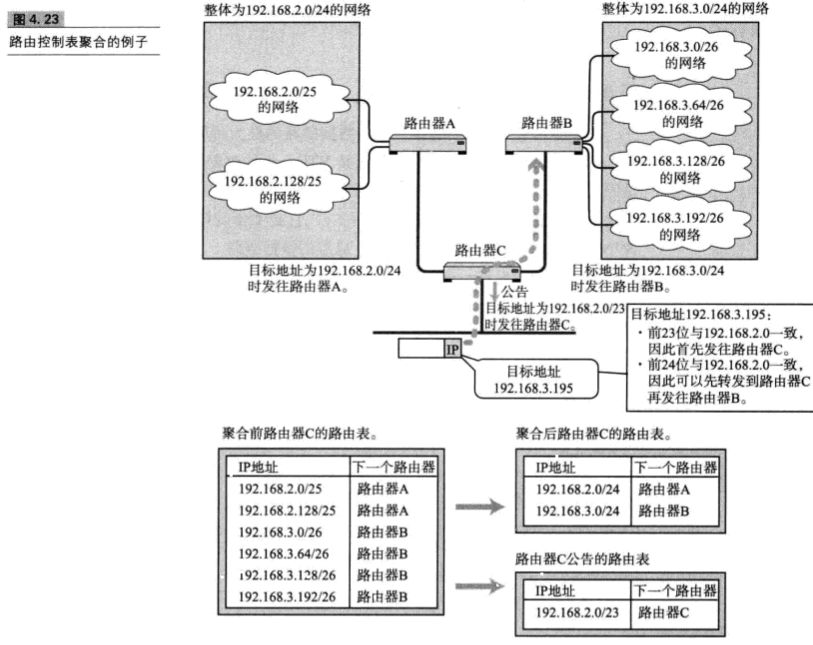 图 4.23
路由控制表聚合的例子
整体为192.168.2.0/24的网络
192.168.2.0/25
的网络
192.168.2.128/25
的网络
路由器A
整体为192.168.3.0/24的网络
路由器B
192.168.3.0/26
的网络
192.168.3.64/26
的网络
192.168.3.128/26
的网络
192.168.3.192/26
的网络
路由器C
目标地址为192.168.2.0/24
时发往路由器A。
目标地址为192.168.3.0/24
时发往路由器B。
公告
目标地址为192.168.2.0/23
时发往路由器C。
IP
目标地址
192.168.3.195
目标地址192.168.3.195：
·前23位与192.168.2.0一致，
因此首先发往路由器C。
·前24位与192.168.2.0一致，
因此可以先转发到路由器C
再发往路由器B。
聚合前路由器C的路由表。
IP地址 下一个路由器
192.168.2.0/25 路由器A
192.168.2.128/25 路由器A
192.168.3.0/26 路由器B
192.168.3.64/26 路由器B
192.168.3.128/26 路由器B
192.168.3.192/26 路由器B
聚合后路由器C的路由表。
IP地址 下一个路由器
192.168.2.0/24 路由器A
192.168.3.0/24 路由器B
路由器C公告的路由表
IP地址 下一个路由器
192.168.2.0/23 路由器C